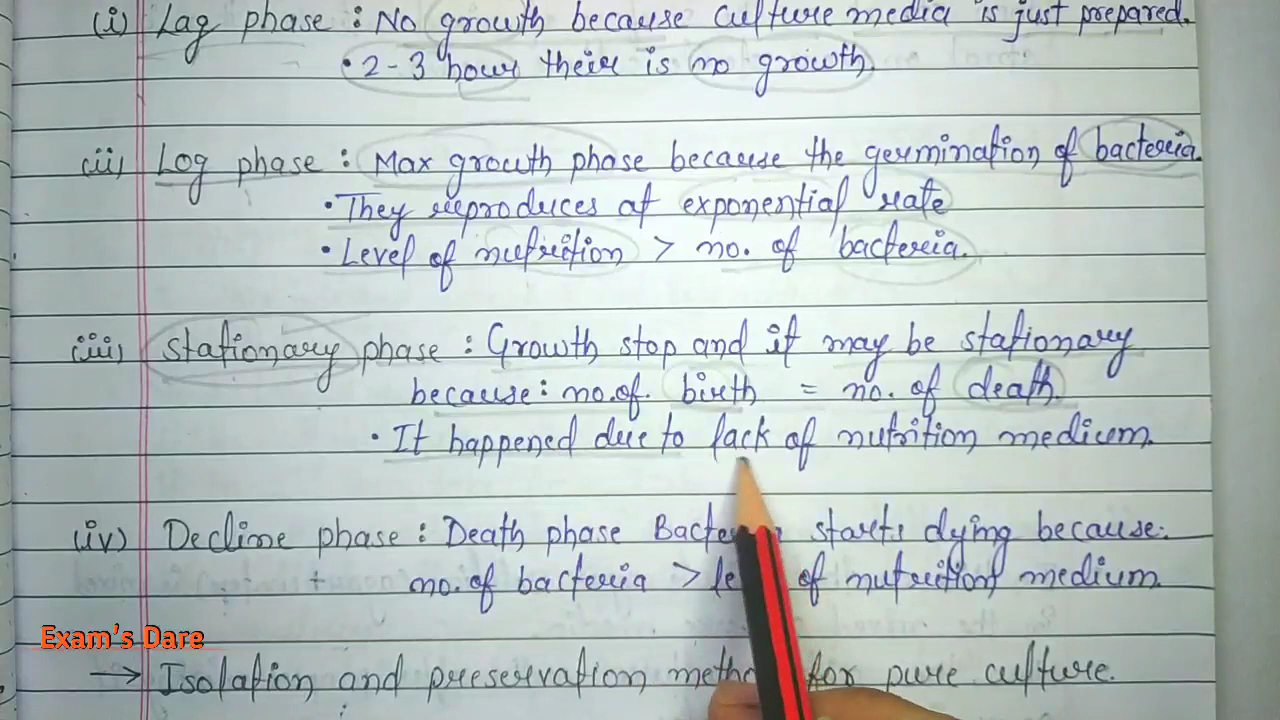 (i) Lag phase : No growth because culture media is just prepared.
• 2-3 hour their is no growth.
(ii) Log phase : Max growth phase because the germination of bacteria.
• They reproduces at exponential rate
• Level of nutrition > no. of bacteria.
(iii) Stationary phase : Growth stop and it may be stationary
because : no. of. birth = no. of death.
• It happened due to lack of nutrition medium.
(iv) Decline phase : Death phase starts dying because:
no. of bacteria > of nutrition medium.
Exam's Dare
→ Isolation and preservation for pure culture.